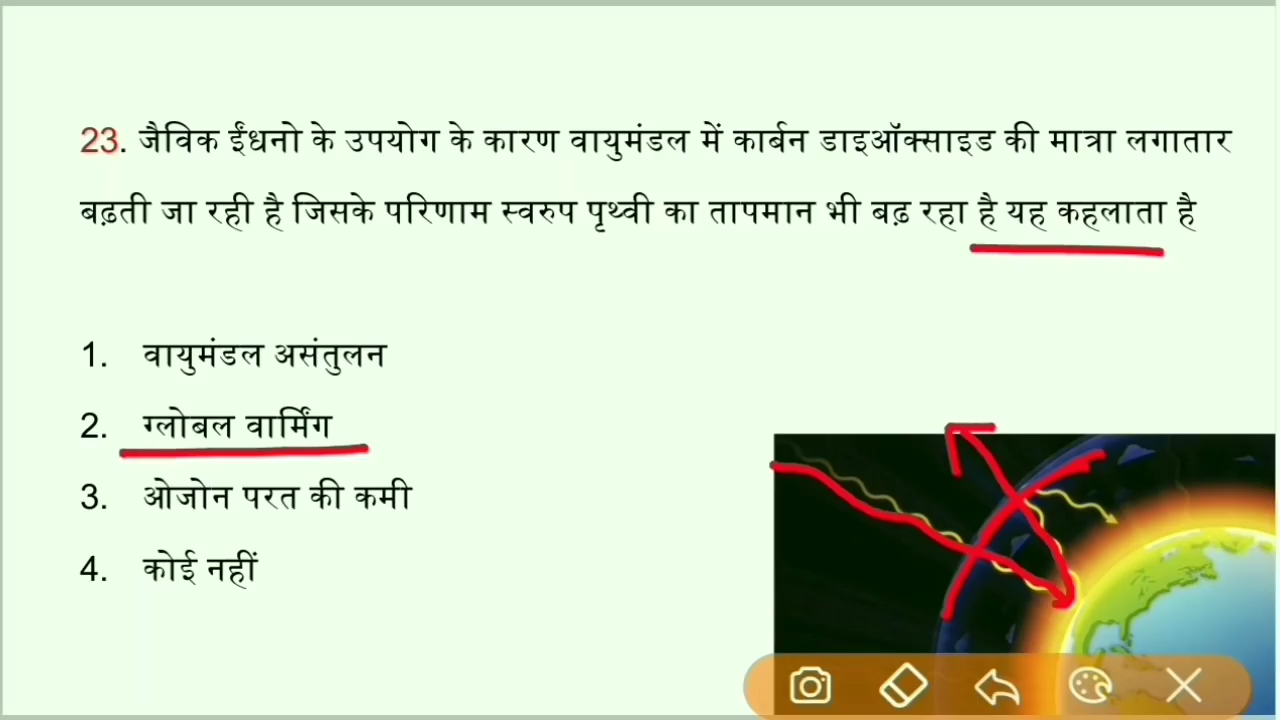 23. जैविक ईंधनो के उपयोग के कारण वायुमंडल में कार्बन डाइऑक्साइड की मात्रा लगातार
बढ़ती जा रही है जिसके परिणाम स्वरुप पृथ्वी का तापमान भी बढ़ रहा है यह कहलाता है
1. वायुमंडल असंतुलन
2. ग्लोबल वार्मिंग
3. ओजोन परत की कमी
4. कोई नहीं